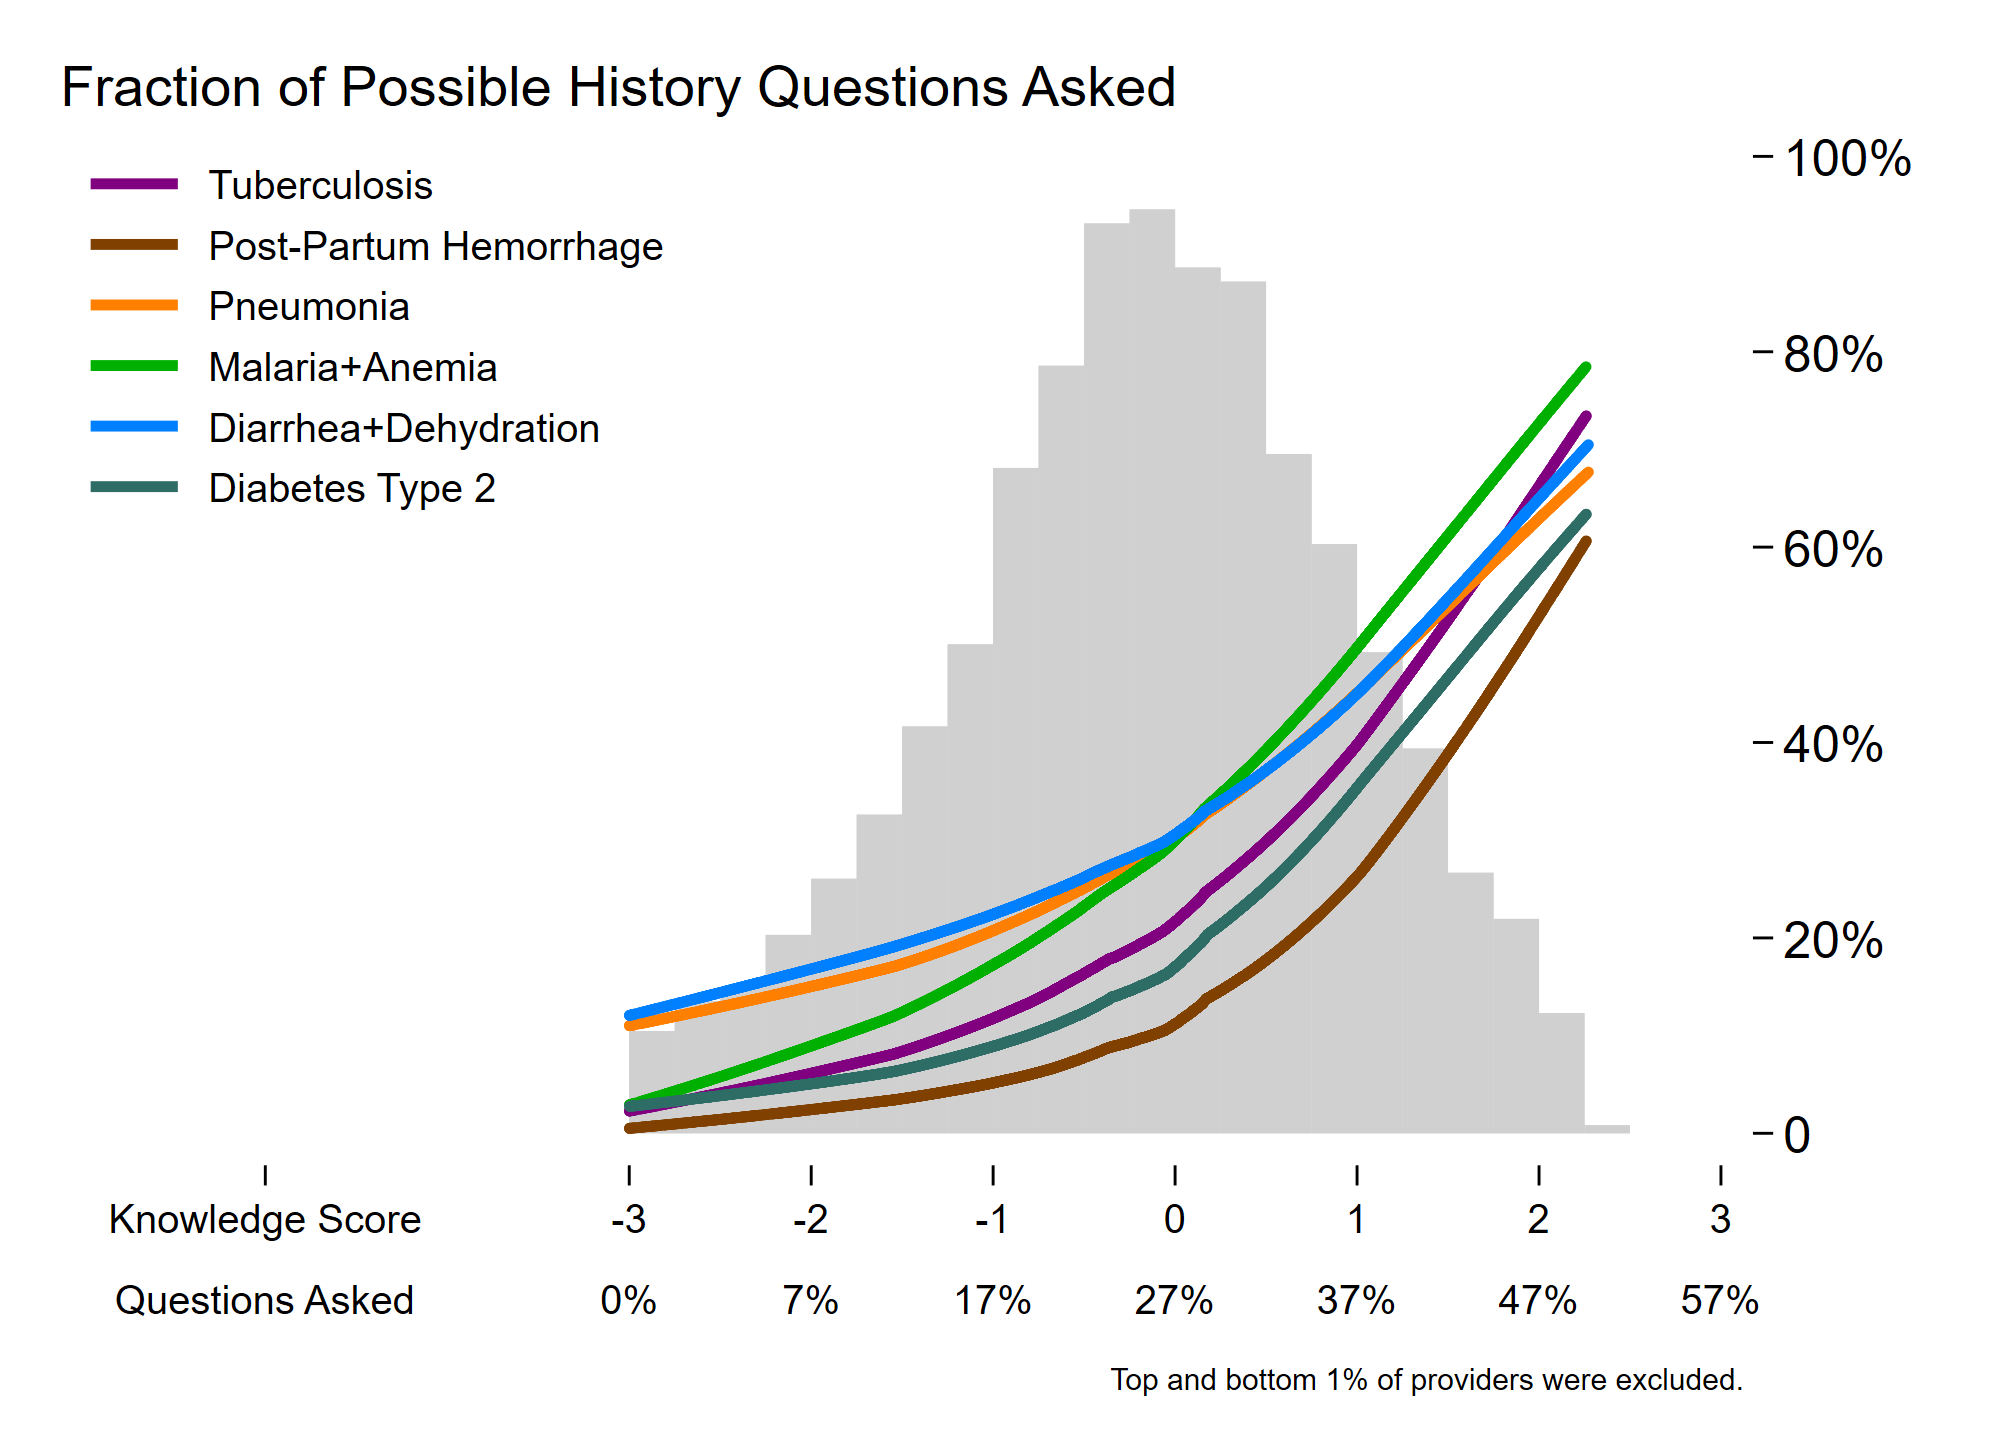 Fraction of Possible History Questions Asked
Tuberculosis
Post-Partum Hemorrhage
Pneumonia
Malaria+Anemia
Diarrhea+Dehydration
Diabetes Type 2
100%
80%
60%
40%
20%
0
Knowledge Score -3 -2 -1 0 1 2 3
Questions Asked 0% 7% 17% 27% 37% 47% 57%
Top and bottom 1% of providers were excluded.